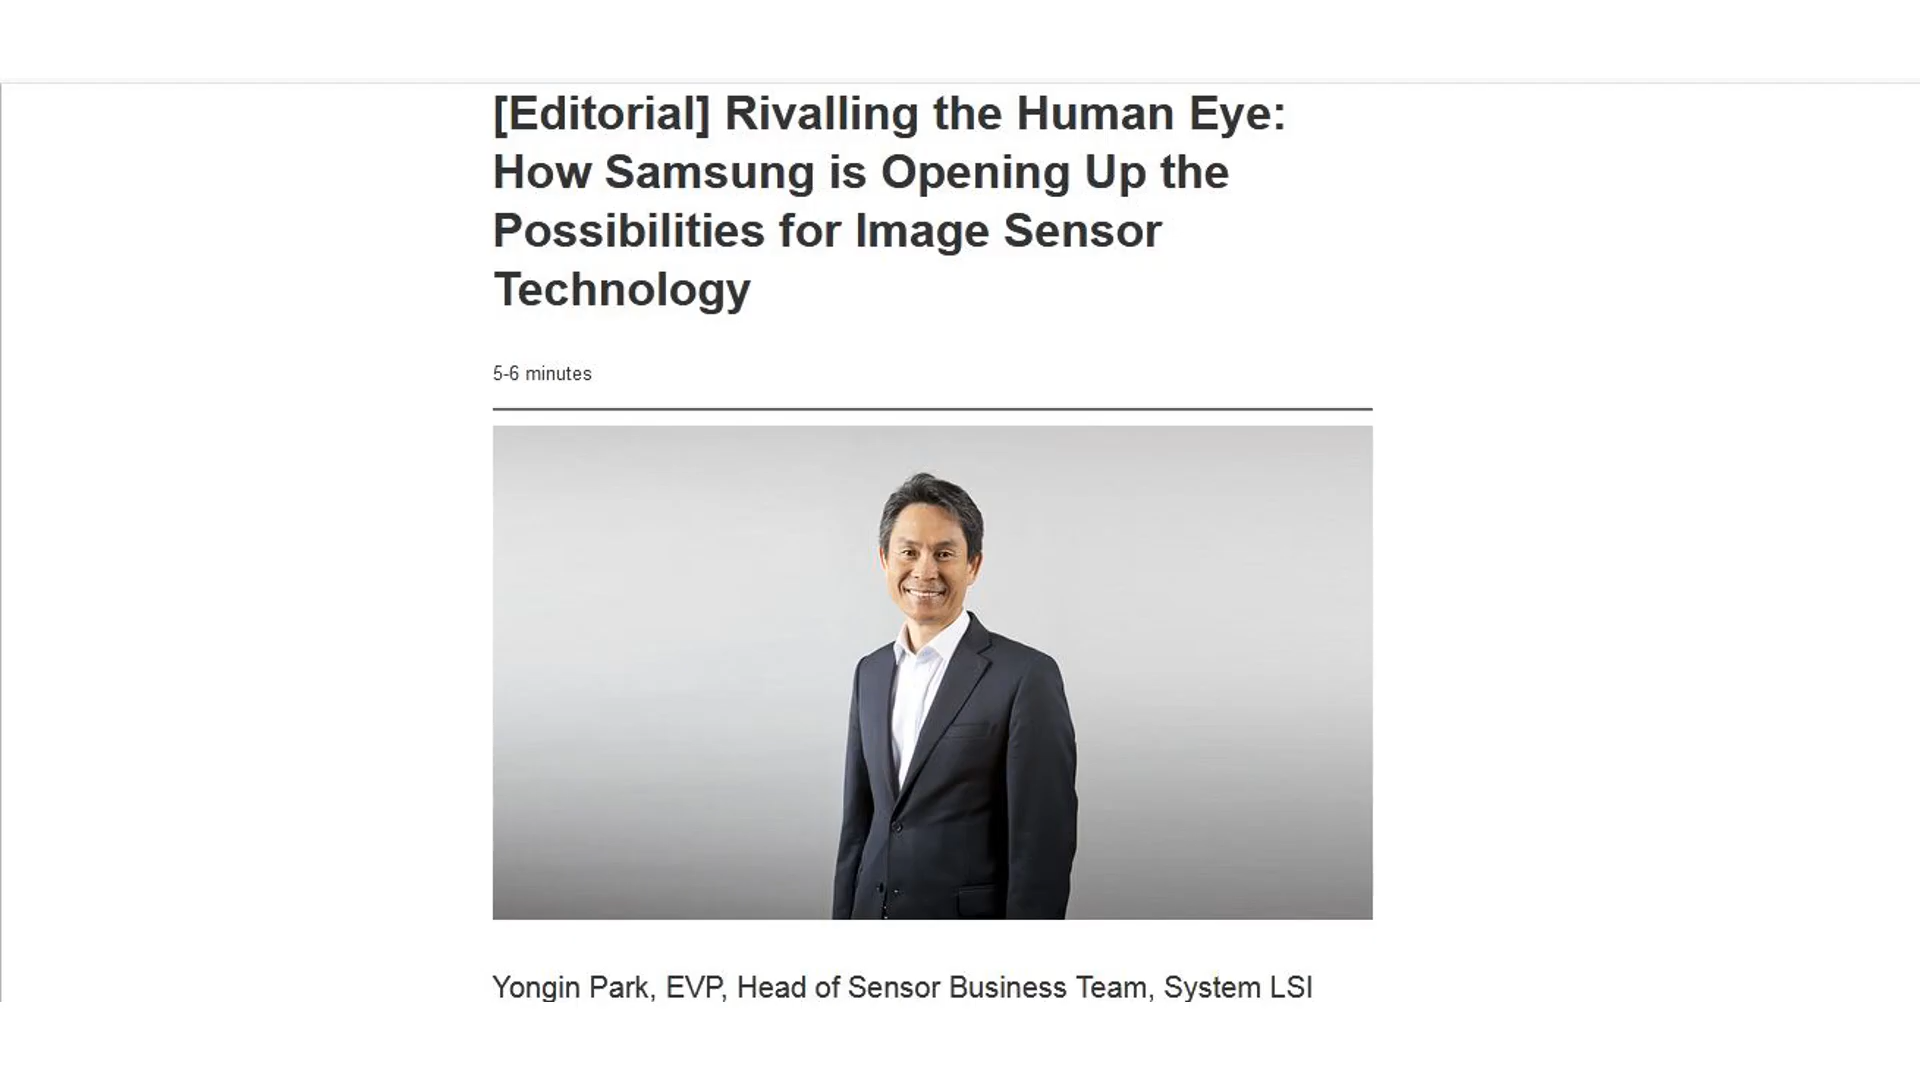 [Editorial] Rivalling the Human Eye:
How Samsung is Opening Up the
Possibilities for Image Sensor
Technology
5-6 minutes
Yongin Park, EVP, Head of Sensor Business Team, System LSI